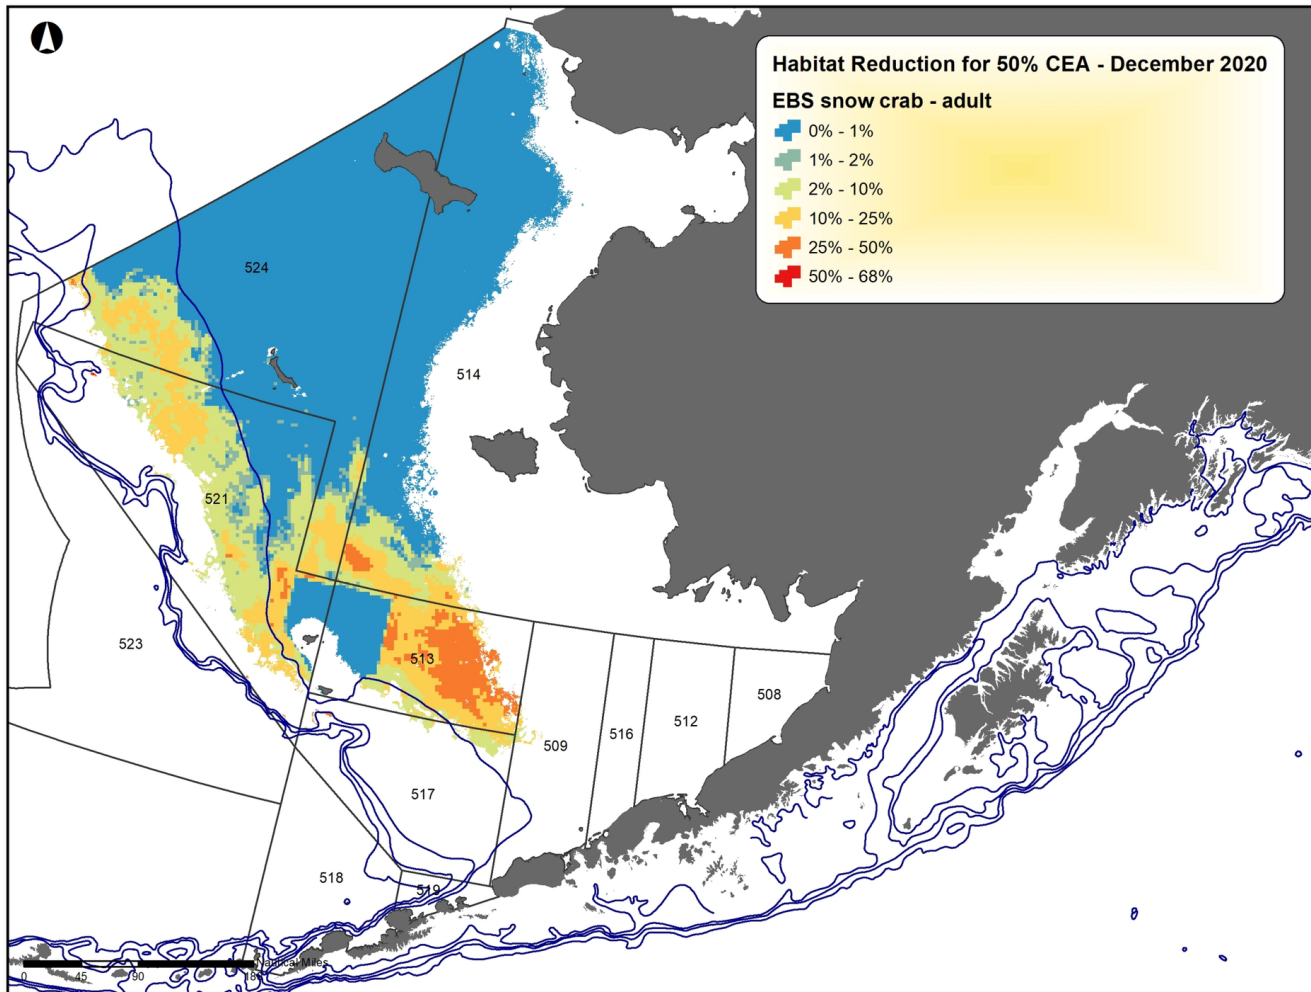 Habitat Reduction for 50% CEA - December 2020
EBS snow crab - adult
0% - 1%
1% - 2%
2% - 10%
10% - 25%
25% - 50%
50% - 68%
524
514
521
523
513
508
512
516
509
517
518
519
Nautical Miles
0 45 90